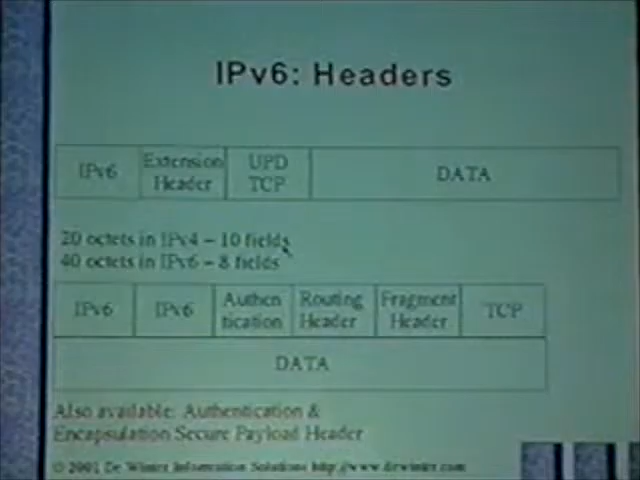 IPv6: Headers
IPv6
Extension
Header
UPD
TCP
DATA
20 octets in IPv4 – 10 fields
40 octets in IPv6 – 8 fields
IPv6
IPv6
Authen
tication
Routing
Header
Fragment
Header
TCP
DATA
Also available: Authentication &
Encapsulation Secure Payload Header
© 2001 De Winter Information Solutions http://www.dewinter.com